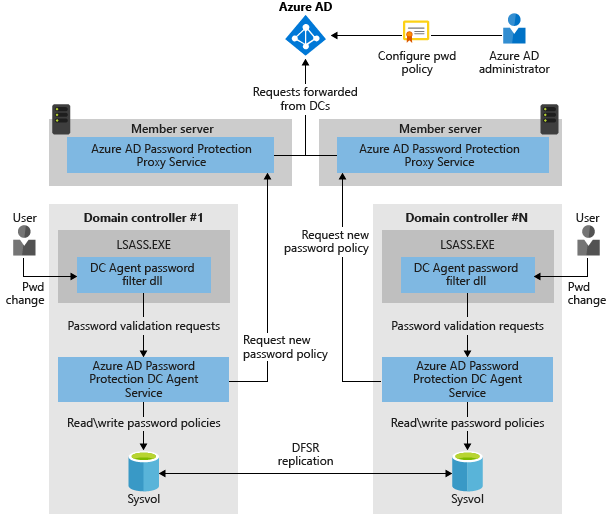 Azure AD
Configure pwd
policy
Azure AD
administrator
Requests forwarded
from DCs
Member server
Azure AD Password Protection
Proxy Service
Member server
Azure AD Password Protection
Proxy Service
User
Pwd
change
Domain controller #1
LSASS.EXE
DC Agent password
filter dll
Password validation requests
Azure AD Password
Protection DC Agent
Service
Read\write password policies
Sysvol
Request new
password policy
Request new
password policy
DFSR
replication
Domain controller #N
LSASS.EXE
DC Agent password
filter dll
Password validation requests
Azure AD Password
Protection DC Agent
Service
Read\write password policies
Sysvol
User
Pwd
change